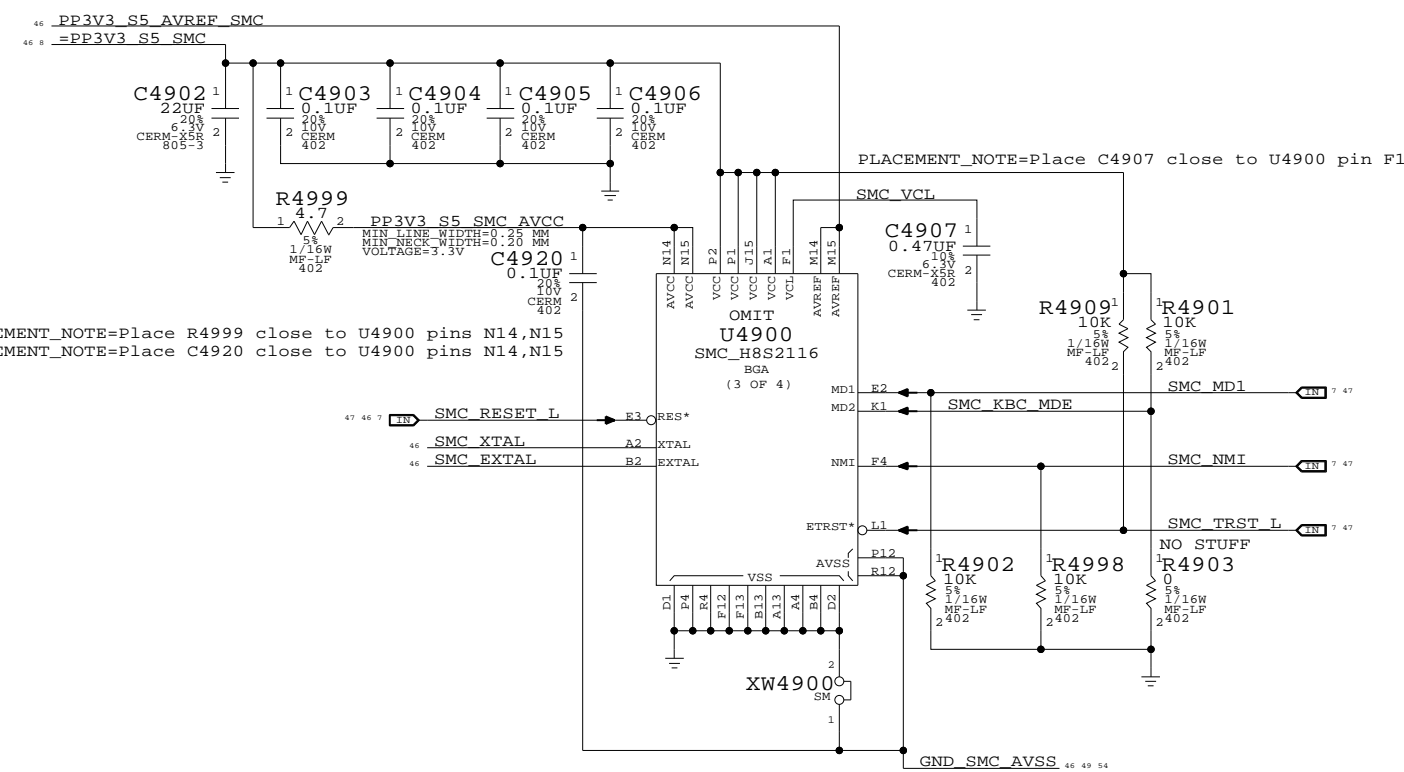 46 PP3V3_S5_AVREF_SMC
46 8 =PP3V3_S5_SMC
C4902 1
22UF
20%
6.3V
CERM-X5R
805-3
2
1 C4903
0.1UF
20%
10V
CERM
402
2
1 C4904
0.1UF
20%
10V
CERM
402
2
1 C4905
0.1UF
20%
10V
CERM
402
2
1 C4906
0.1UF
20%
10V
CERM
402
2
PLACEMENT_NOTE=Place C4907 close to U4900 pin F1
R4999
4.7
1 2
5%
1/16W
MF-LF
402
PP3V3_S5_SMC_AVCC
MIN_LINE_WIDTH=0.25 MM
MIN_NECK_WIDTH=0.20 MM
VOLTAGE=3.3V
SMC_VCL
C4907 1
0.47UF
10%
6.3V
CERM-X5R
402
2
C4920 1
0.1UF
20%
10V
CERM
402
2
N14 N15 P2 P1 J15 A1 F1 M14 M15
AVCC AVCC VCC VCC VCC VCC VCL AVREF AVREF
OMIT
U4900
SMC_H8S2116
BGA
(3 OF 4)
CEMENT_NOTE=Place R4999 close to U4900 pins N14,N15
CEMENT_NOTE=Place C4920 close to U4900 pins N14,N15
R4909 1
10K
5%
1/16W
MF-LF
402 2
1 R4901
10K
5%
1/16W
MF-LF
2 402
MD1 E2 SMC_MD1 IN 7 47
MD2 K1 SMC_KBC_MDE
47 46 7 IN SMC_RESET_L E3 RES*
46 SMC_XTAL A2 XTAL
46 SMC_EXTAL B2 EXTAL
NMI F4 SMC_NMI IN 7 47
ETRST* L1 SMC_TRST_L IN 7 47
NO STUFF
AVSS P12
R12
1 R4902
10K
5%
1/16W
MF-LF
2 402
1 R4998
10K
5%
1/16W
MF-LF
2 402
1 R4903
0
5%
1/16W
MF-LF
2 402
VSS
D1 P4 R4 F12 F13 B13 A13 A4 B4 D2
2
XW4900
SM
1
GND_SMC_AVSS 46 49 54